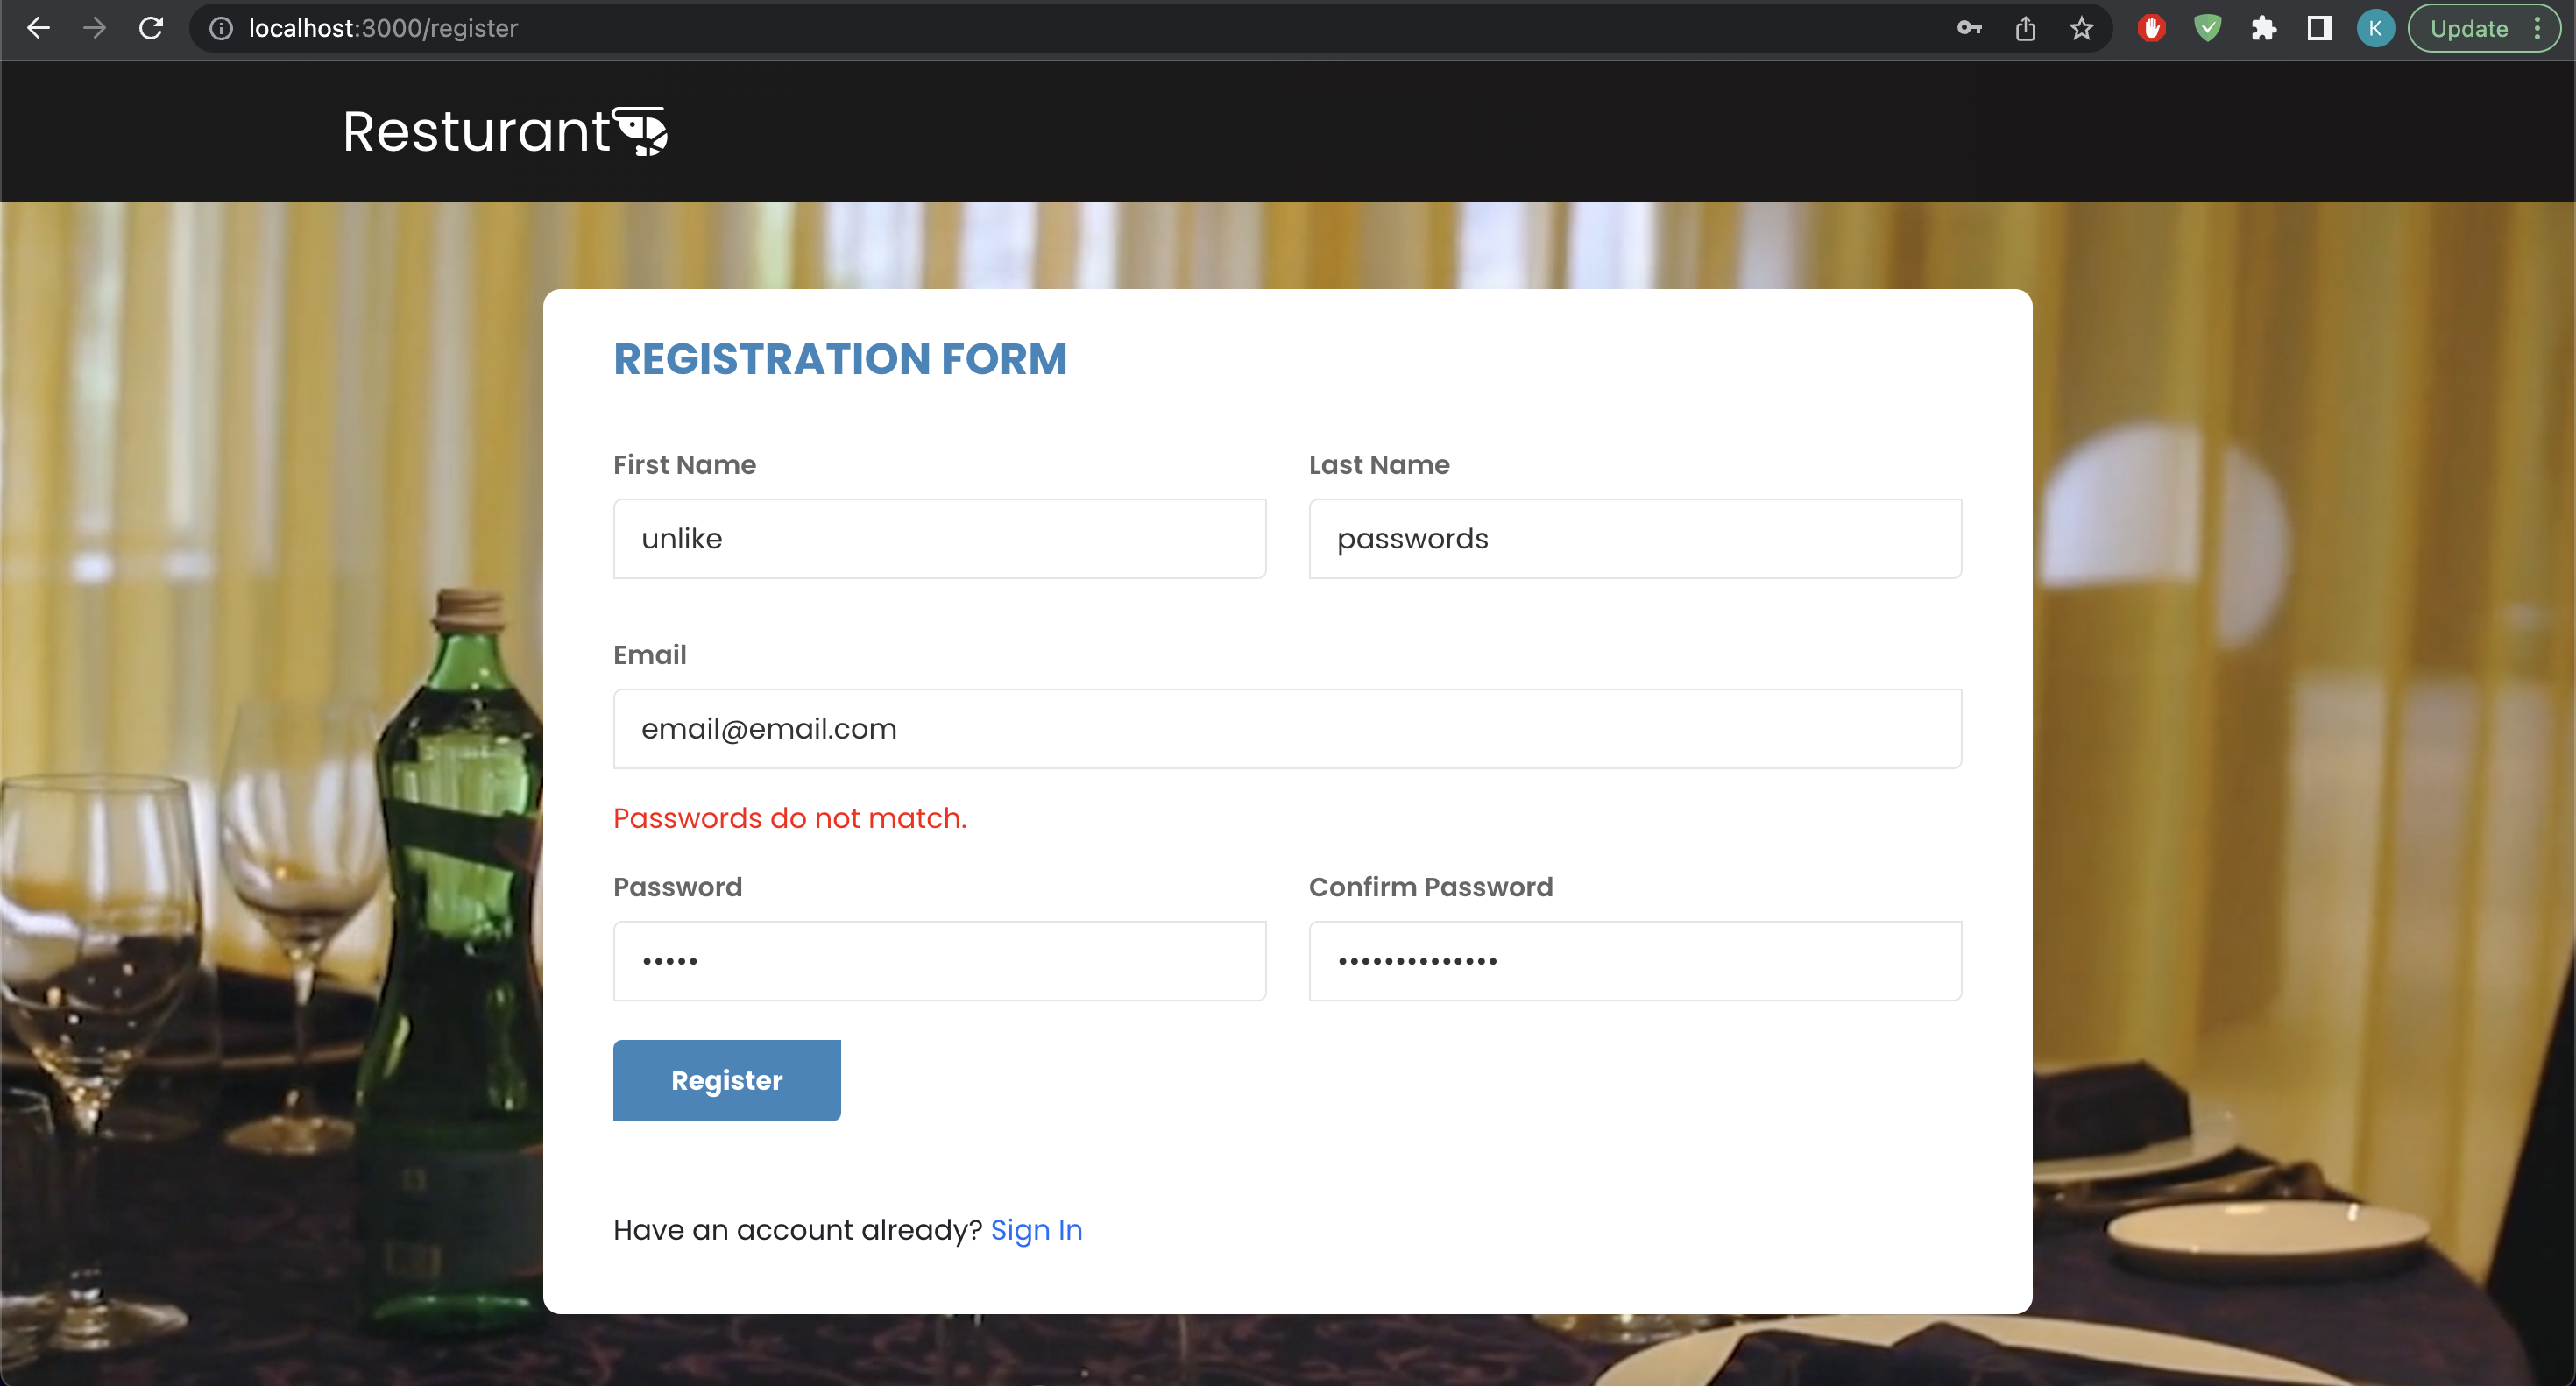 localhost:3000/register
K
Update
Resturant
REGISTRATION FORM
First Name Last Name
unlike passwords
Email
email@email.com
Passwords do not match.
Password Confirm Password
••••• ••••••••••••••
Register
Have an account already? Sign In